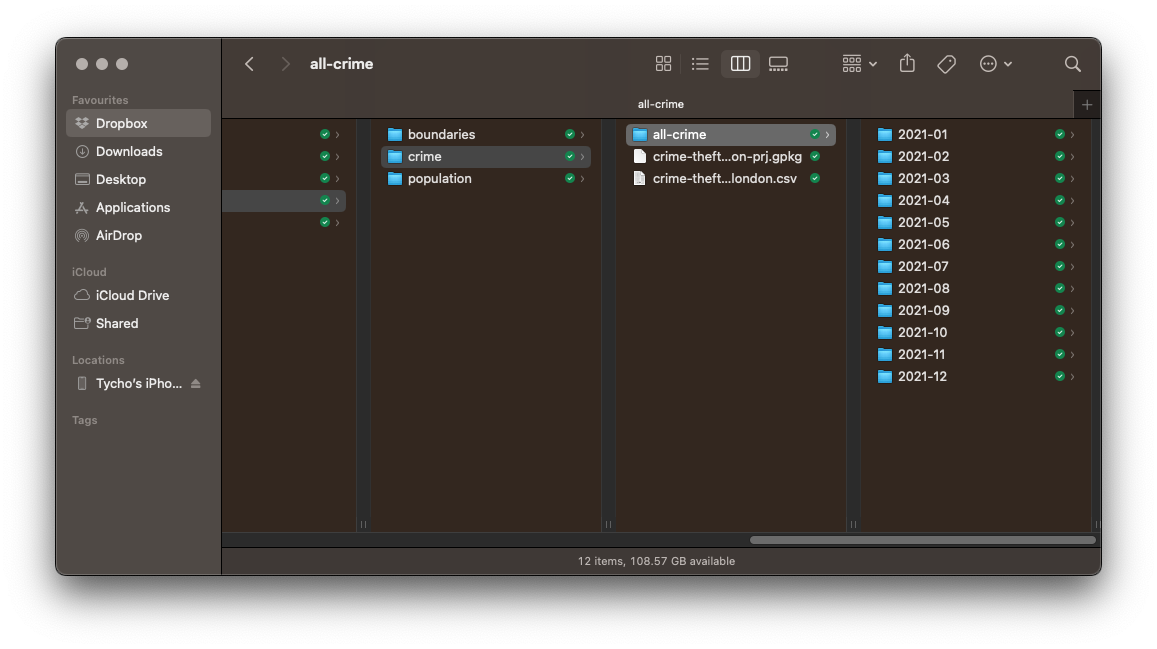 all-crime
all-crime
Favourites
Dropbox
Downloads
Desktop
Applications
AirDrop
iCloud
iCloud Drive
Shared
Locations
Tycho's iPho...
Tags
boundaries
crime
population
all-crime
crime-theft...on-prj.gpkg
crime-theft...london.csv
2021-01
2021-02
2021-03
2021-04
2021-05
2021-06
2021-07
2021-08
2021-09
2021-10
2021-11
2021-12
12 items, 108.57 GB available